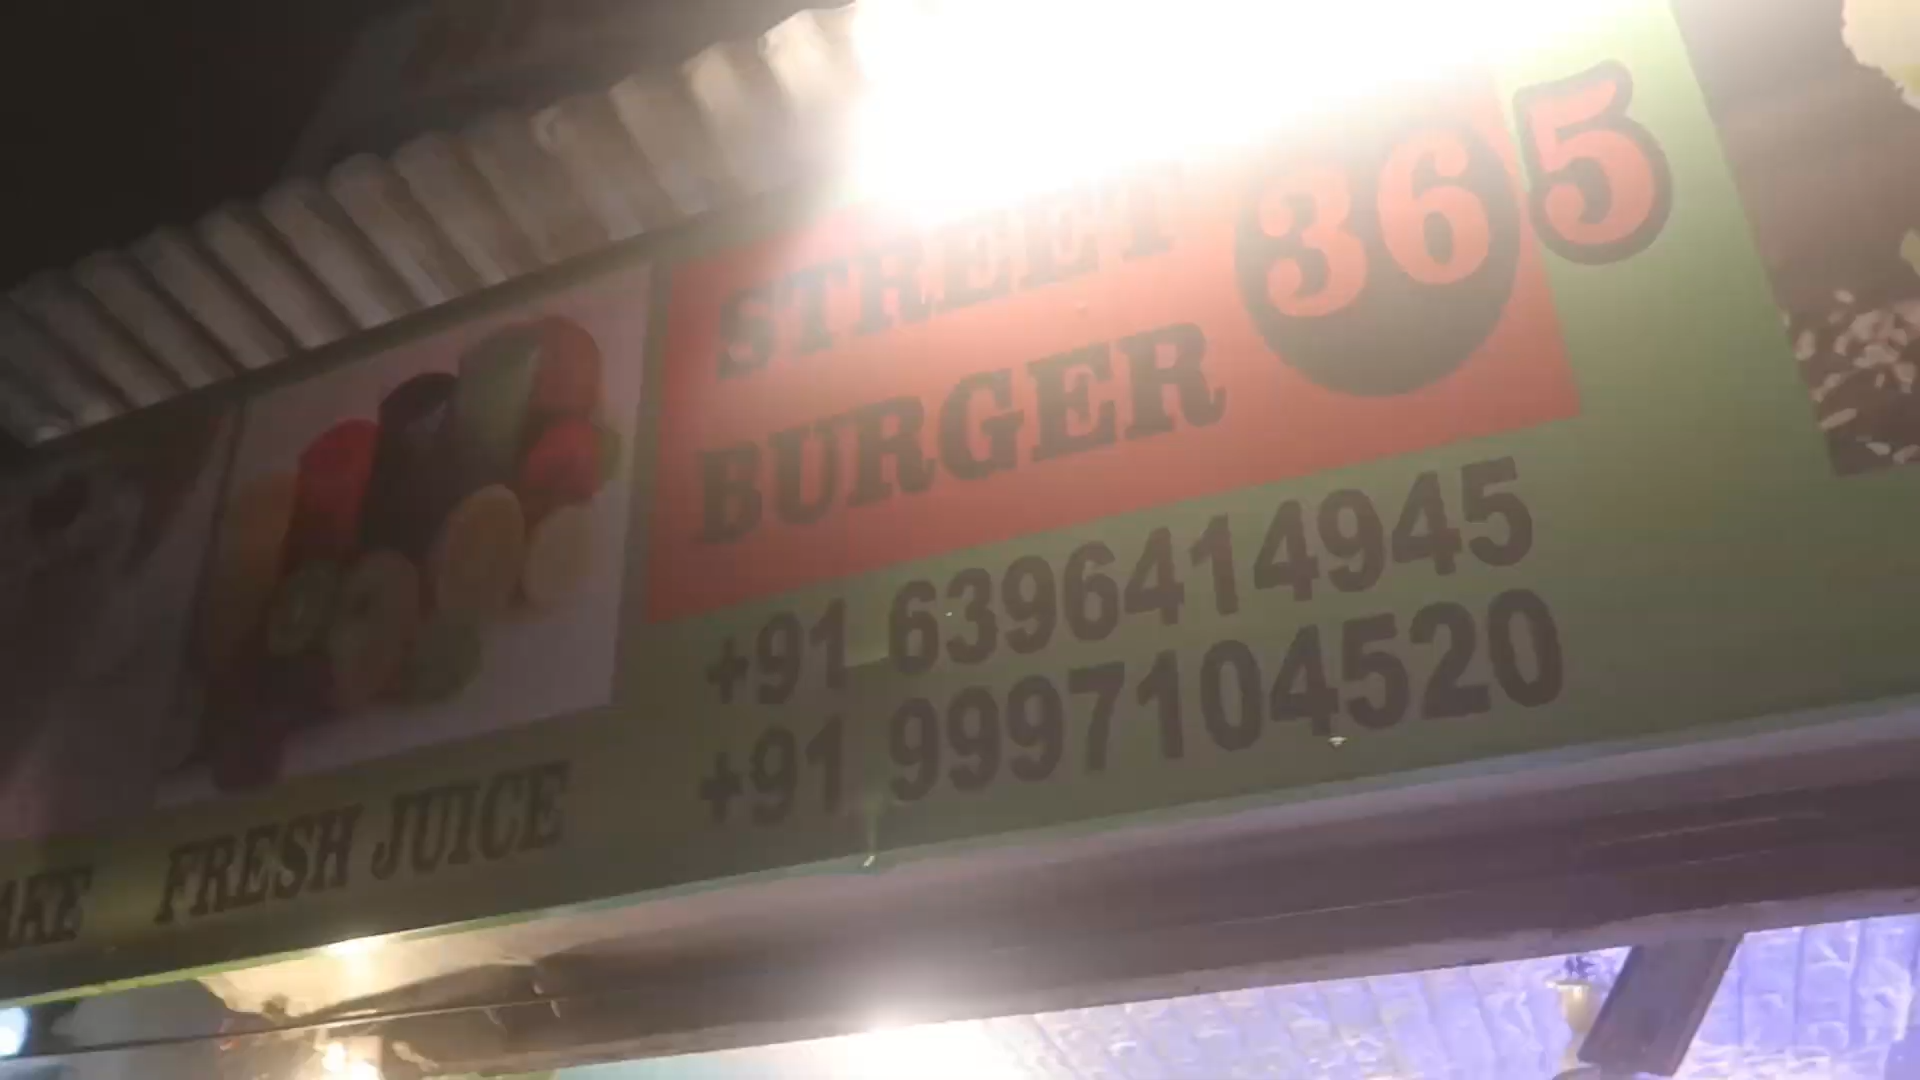 STREET
BURGER
365
+91 6396414945
+91 9997104520
FRESH JUICE